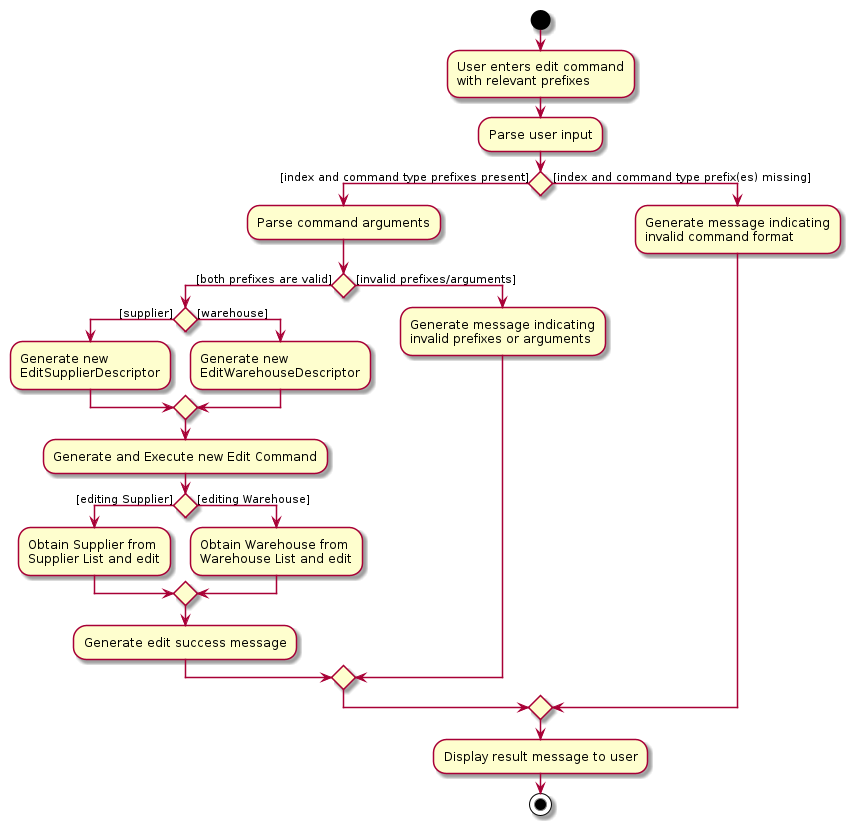 User enters edit command
with relevant prefixes
Parse user input
[index and command type prefixes present]
[index and command type prefix(es) missing]
Parse command arguments
Generate message indicating
invalid command format
[both prefixes are valid]
[invalid prefixes/arguments]
[supplier]
[warehouse]
Generate message indicating
invalid prefixes or arguments
Generate new
EditSupplierDescriptor
Generate new
EditWarehouseDescriptor
Generate and Execute new Edit Command
[editing Supplier]
[editing Warehouse]
Obtain Supplier from
Supplier List and edit
Obtain Warehouse from
Warehouse List and edit
Generate edit success message
Display result message to user